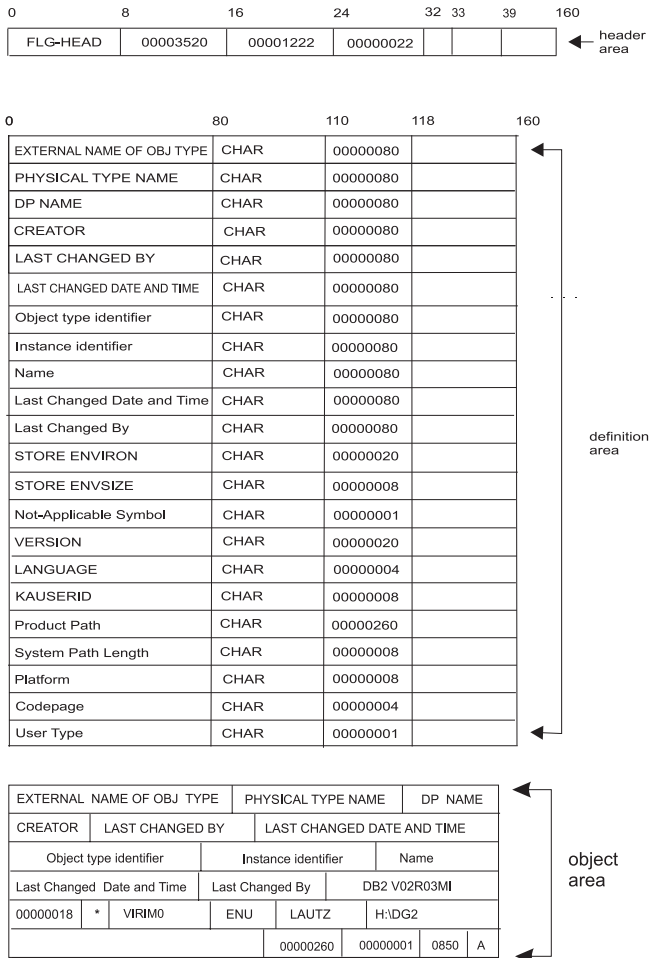 0 8 16 24 32 33 39 160
FLG-HEAD 00003520 00001222 00000022
header
area
0 80 110 118 160
EXTERNAL NAME OF OBJ TYPE CHAR 00000080
PHYSICAL TYPE NAME CHAR 00000080
DP NAME CHAR 00000080
CREATOR CHAR 00000080
LAST CHANGED BY CHAR 00000080
LAST CHANGED DATE AND TIME CHAR 00000080
Object type identifier CHAR 00000080
Instance identifier CHAR 00000080
Name CHAR 00000080
Last Changed Date and Time CHAR 00000080
Last Changed By CHAR 00000080
STORE ENVIRON CHAR 00000020
STORE ENVSIZE CHAR 00000008
Not-Applicable Symbol CHAR 00000001
VERSION CHAR 00000020
LANGUAGE CHAR 00000004
KAUSERID CHAR 00000008
Product Path CHAR 00000260
System Path Length CHAR 00000008
Platform CHAR 00000008
Codepage CHAR 00000004
User Type CHAR 00000001
definition
area
EXTERNAL NAME OF OBJ TYPE PHYSICAL TYPE NAME DP NAME
CREATOR LAST CHANGED BY LAST CHANGED DATE AND TIME
Object type identifier Instance identifier Name
Last Changed Date and Time Last Changed By DB2 V02R03MI
00000018 * VIRIM0 ENU LAUTZ H:\DG2
00000260 00000001 0850 A
object
area